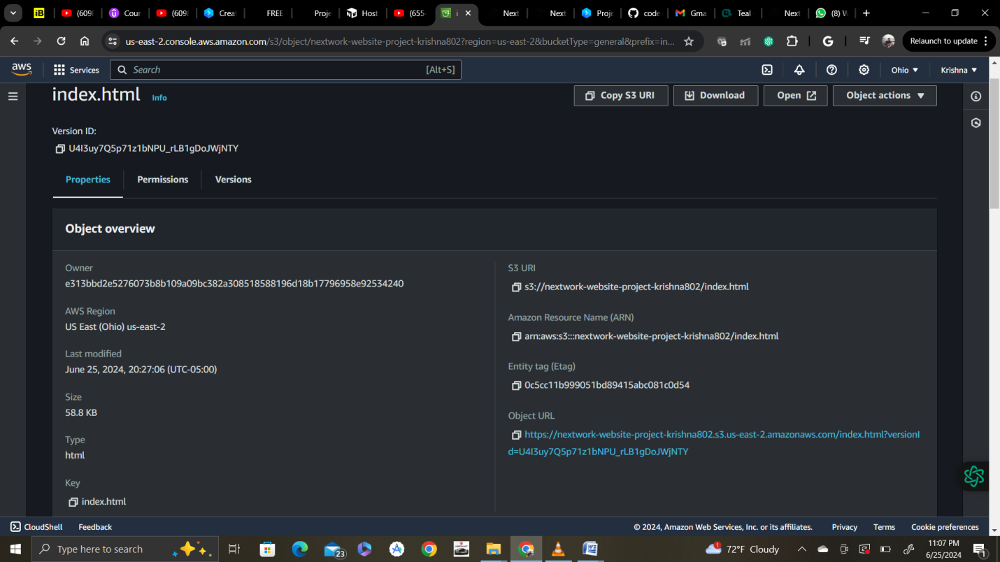 iB
(609
Cour
(609
Crea
FREE
Proje
Host
(655
i
Next
Next
Proje
code
Gma
Teal
Next
(8) W
us-east-2.console.aws.amazon.com/s3/object/nextwork-website-project-krishna802?region=us-east-2&bucketType=general&prefix=in...
Relaunch to update
aws
Services
Search
[Alt+S]
Ohio
Krishna
index.html
Info
Copy S3 URI
Download
Open
Object actions
Version ID:
U4I3uy7Q5p71z1bNPU_rLB1gDoJWjNTY
Properties
Permissions
Versions
Object overview
Owner
e313bbd2e5276073b8b109a09bc382a308518588196d18b17796958e92534240
AWS Region
US East (Ohio) us-east-2
Last modified
June 25, 2024, 20:27:06 (UTC-05:00)
Size
58.8 KB
Type
html
Key
index.html
S3 URI
s3://nextwork-website-project-krishna802/index.html
Amazon Resource Name (ARN)
arn:aws:s3:::nextwork-website-project-krishna802/index.html
Entity tag (Etag)
0c5cc11b999051bd89415abc081c0d54
Object URL
https://nextwork-website-project-krishna802.s3.us-east-2.amazonaws.com/index.html?versionI
d=U4I3uy7Q5p71z1bNPU_rLB1gDoJWjNTY
CloudShell
Feedback
© 2024, Amazon Web Services, Inc. or its affiliates.
Privacy
Terms
Cookie preferences
Type here to search
23
1
72°F Cloudy
11:07 PM
6/25/2024
1